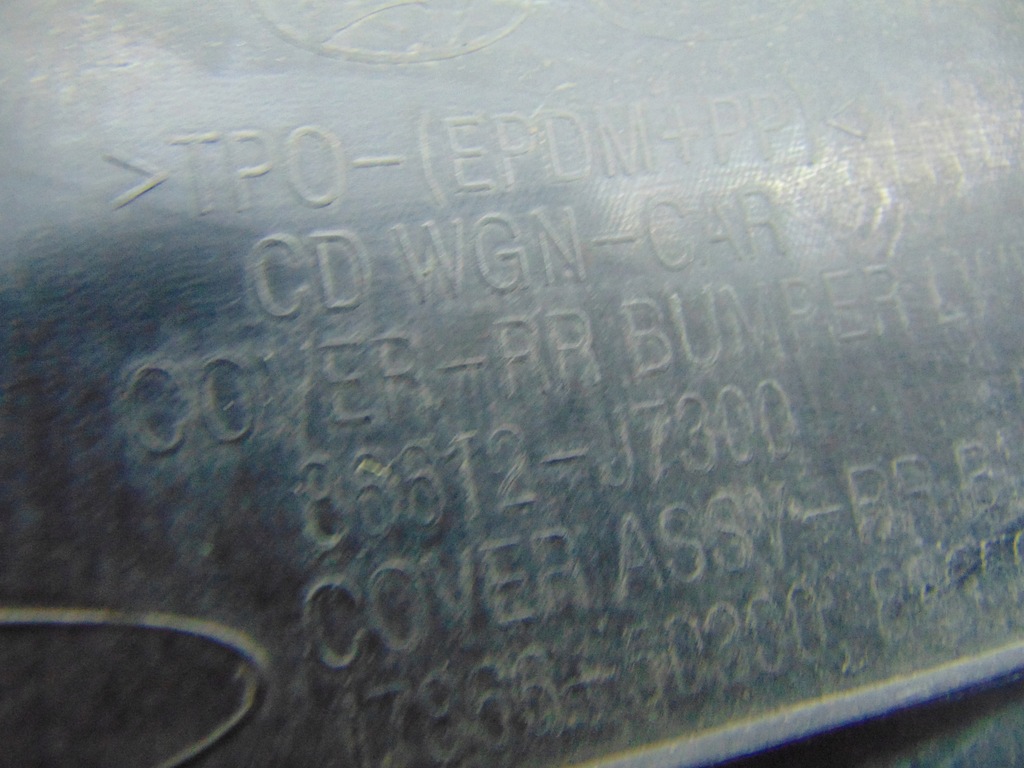 >TPO-(EPDM+PP)<
CD WGN-CAR
COVER-RR BUMPER
86612-J7300
COVER ASSY-RR